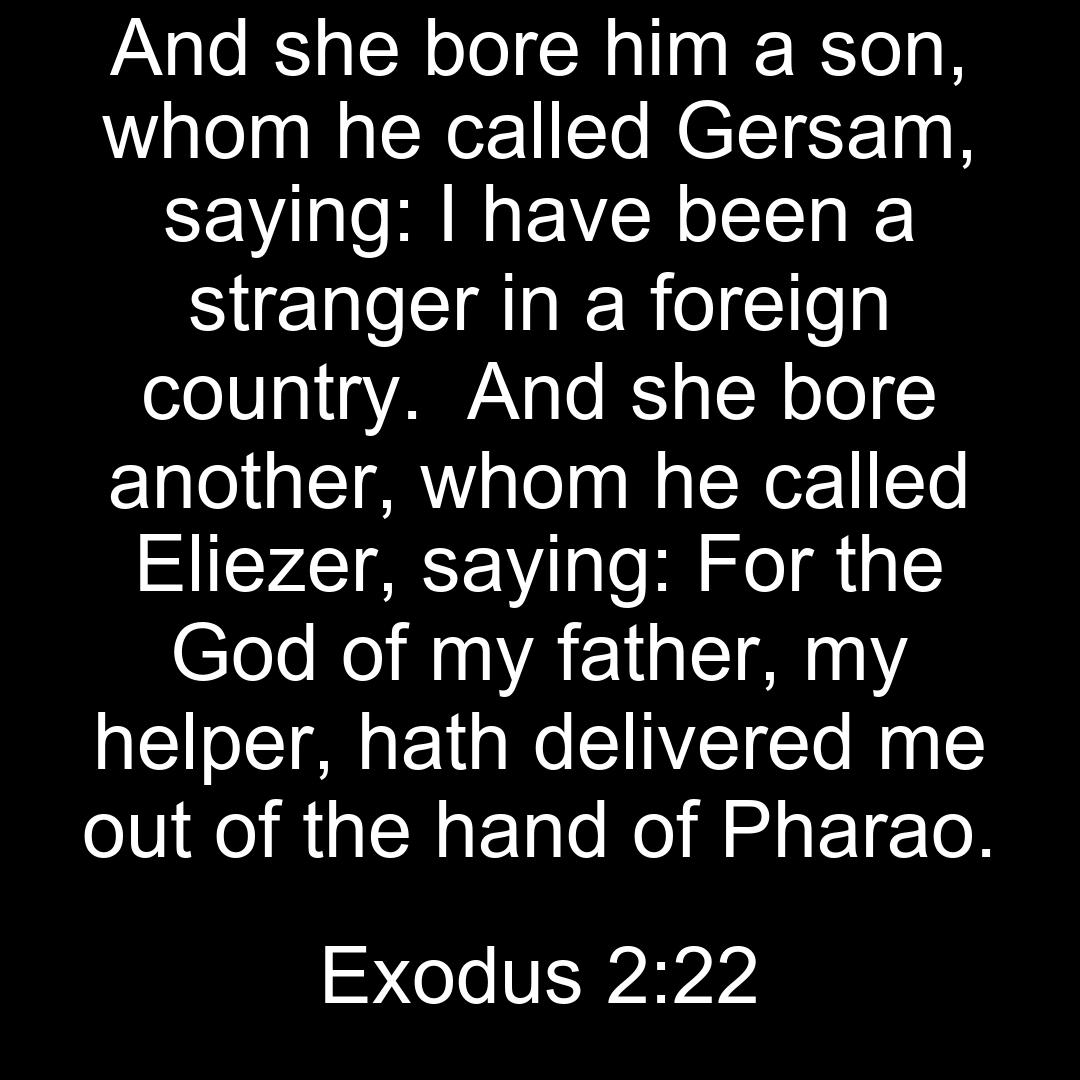 And she bore him a son,
whom he called Gersam,
saying: I have been a
stranger in a foreign
country.  And she bore
another, whom he called
Eliezer, saying: For the
God of my father, my
helper, hath delivered me
out of the hand of Pharao.
Exodus 2:22